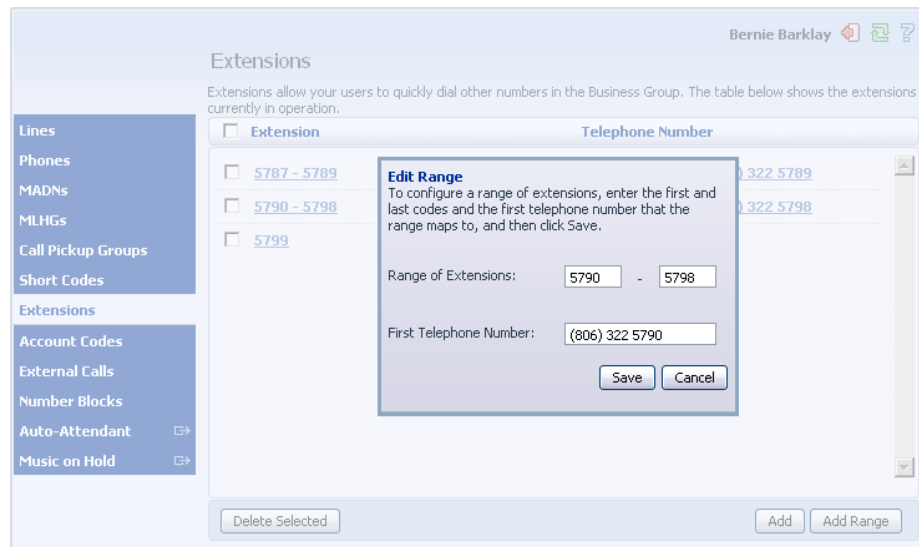 Bernie Barklay
Extensions
Extensions allow your users to quickly dial other numbers in the Business Group. The table below shows the extensions
currently in operation.
Lines
Phones
MADNs
MLHGs
Call Pickup Groups
Short Codes
Extensions
Account Codes
External Calls
Number Blocks
Auto-Attendant
Music on Hold
Extension Telephone Number
5787 - 5789 ) 322 5789
5790 - 5798 ) 322 5798
5799
Edit Range
To configure a range of extensions, enter the first and
last codes and the first telephone number that the
range maps to, and then click Save.
Range of Extensions: 5790 - 5798
First Telephone Number: (806) 322 5790
Save Cancel
Delete Selected Add Add Range